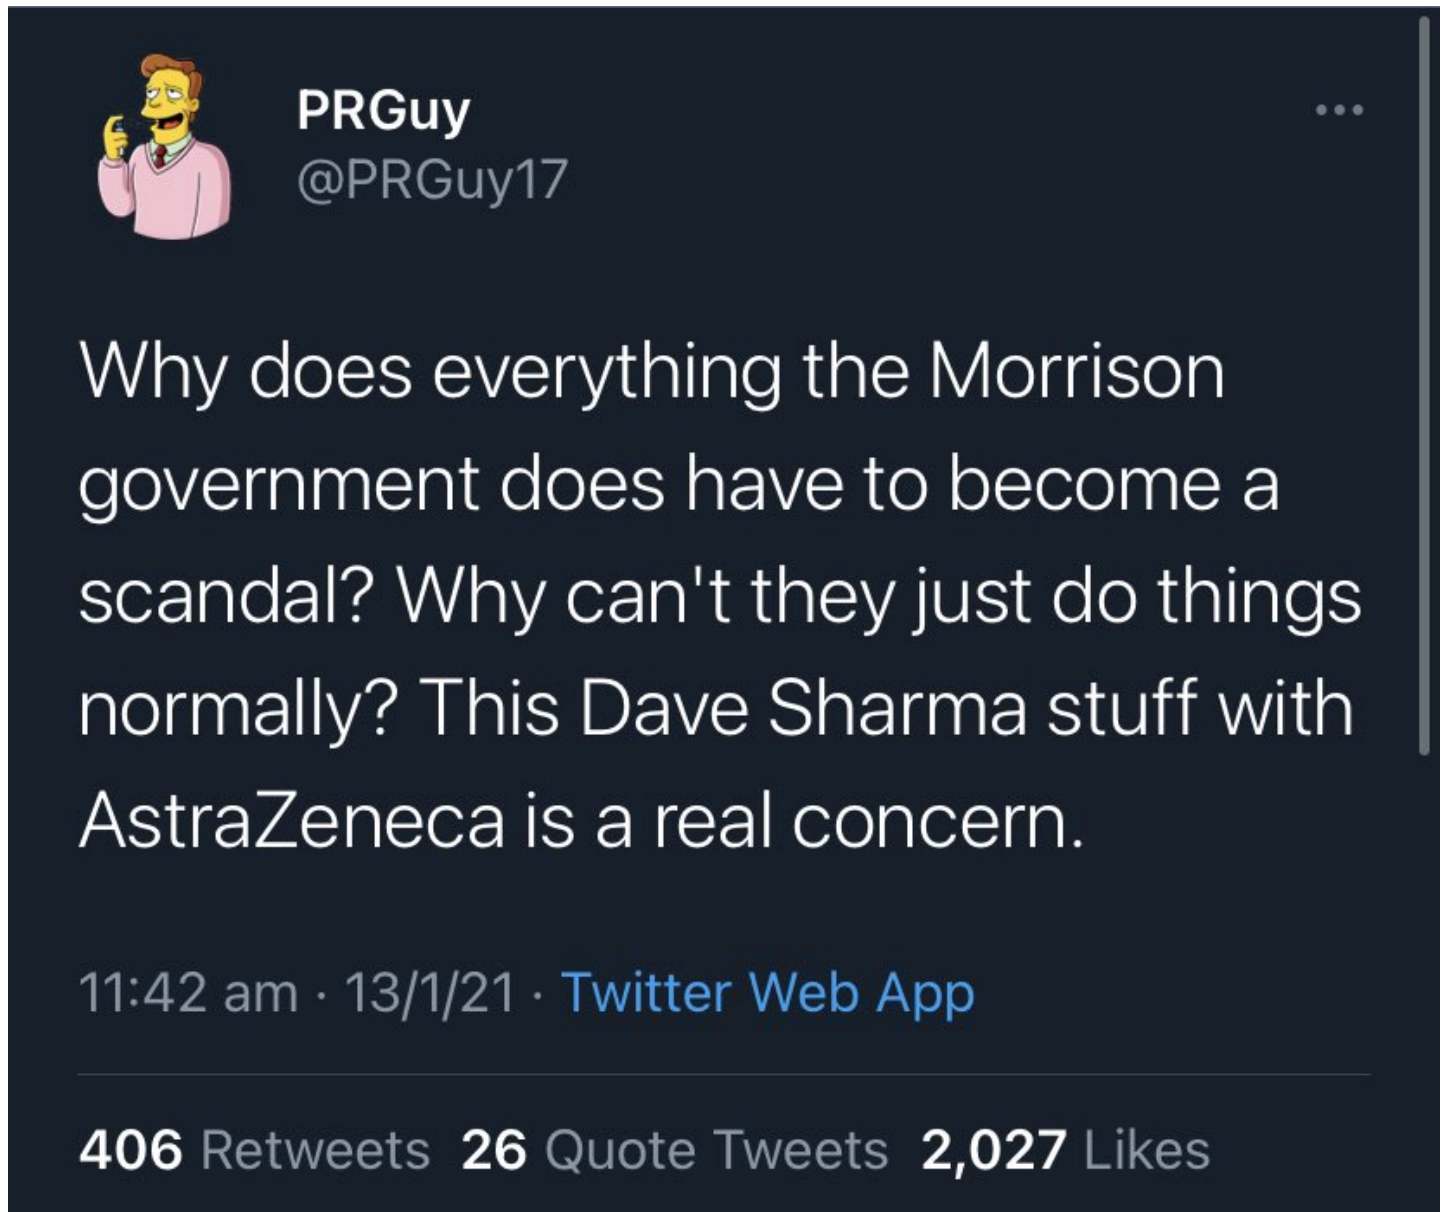 PRGuy
@PRGuy17
Why does everything the Morrison
government does have to become a
scandal? Why can't they just do things
normally? This Dave Sharma stuff with
AstraZeneca is a real concern.
11:42 am · 13/1/21 · Twitter Web App
406 Retweets 26 Quote Tweets 2,027 Likes